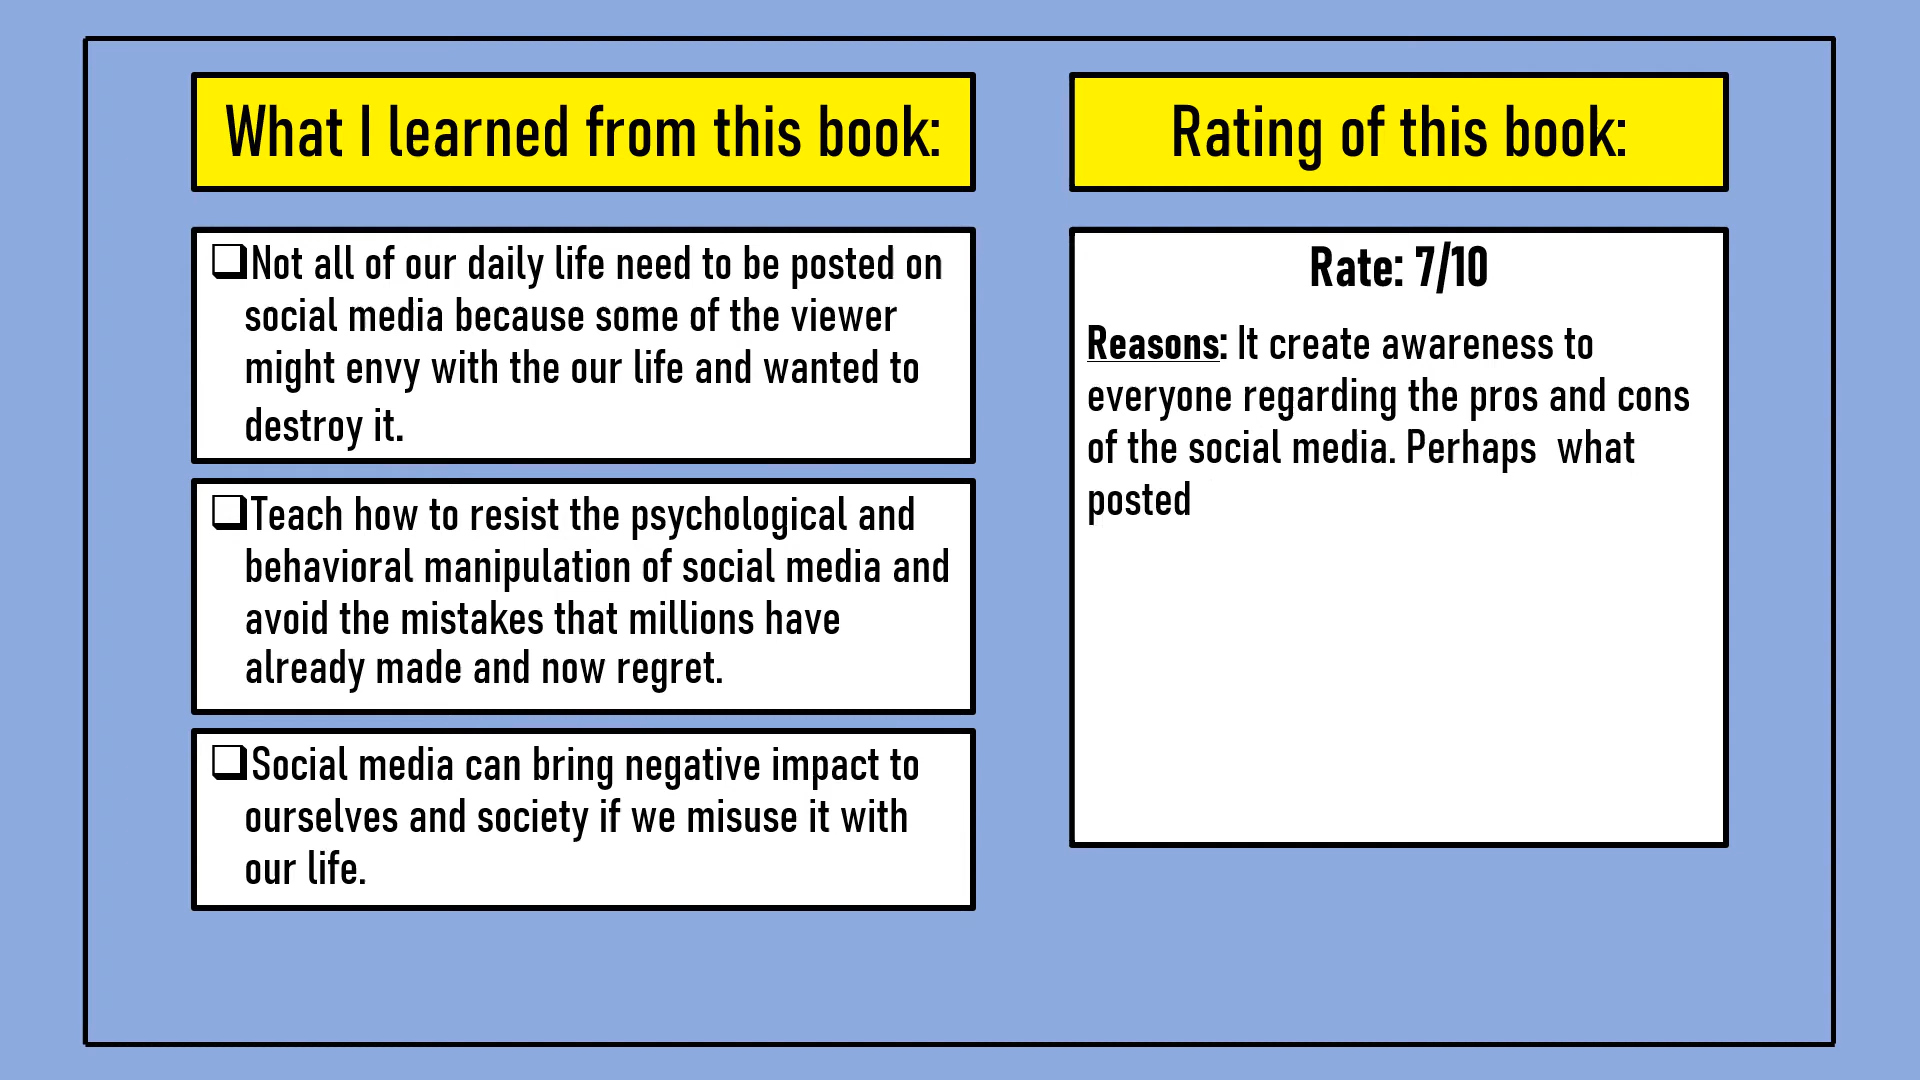 What I learned from this book:
❑Not all of our daily life need to be posted on
social media because some of the viewer
might envy with the our life and wanted to
destroy it.
❑Teach how to resist the psychological and
behavioral manipulation of social media and
avoid the mistakes that millions have
already made and now regret.
❑Social media can bring negative impact to
ourselves and society if we misuse it with
our life.
Rating of this book:
Rate: 7/10
Reasons: It create awareness to
everyone regarding the pros and cons
of the social media. Perhaps  what
posted